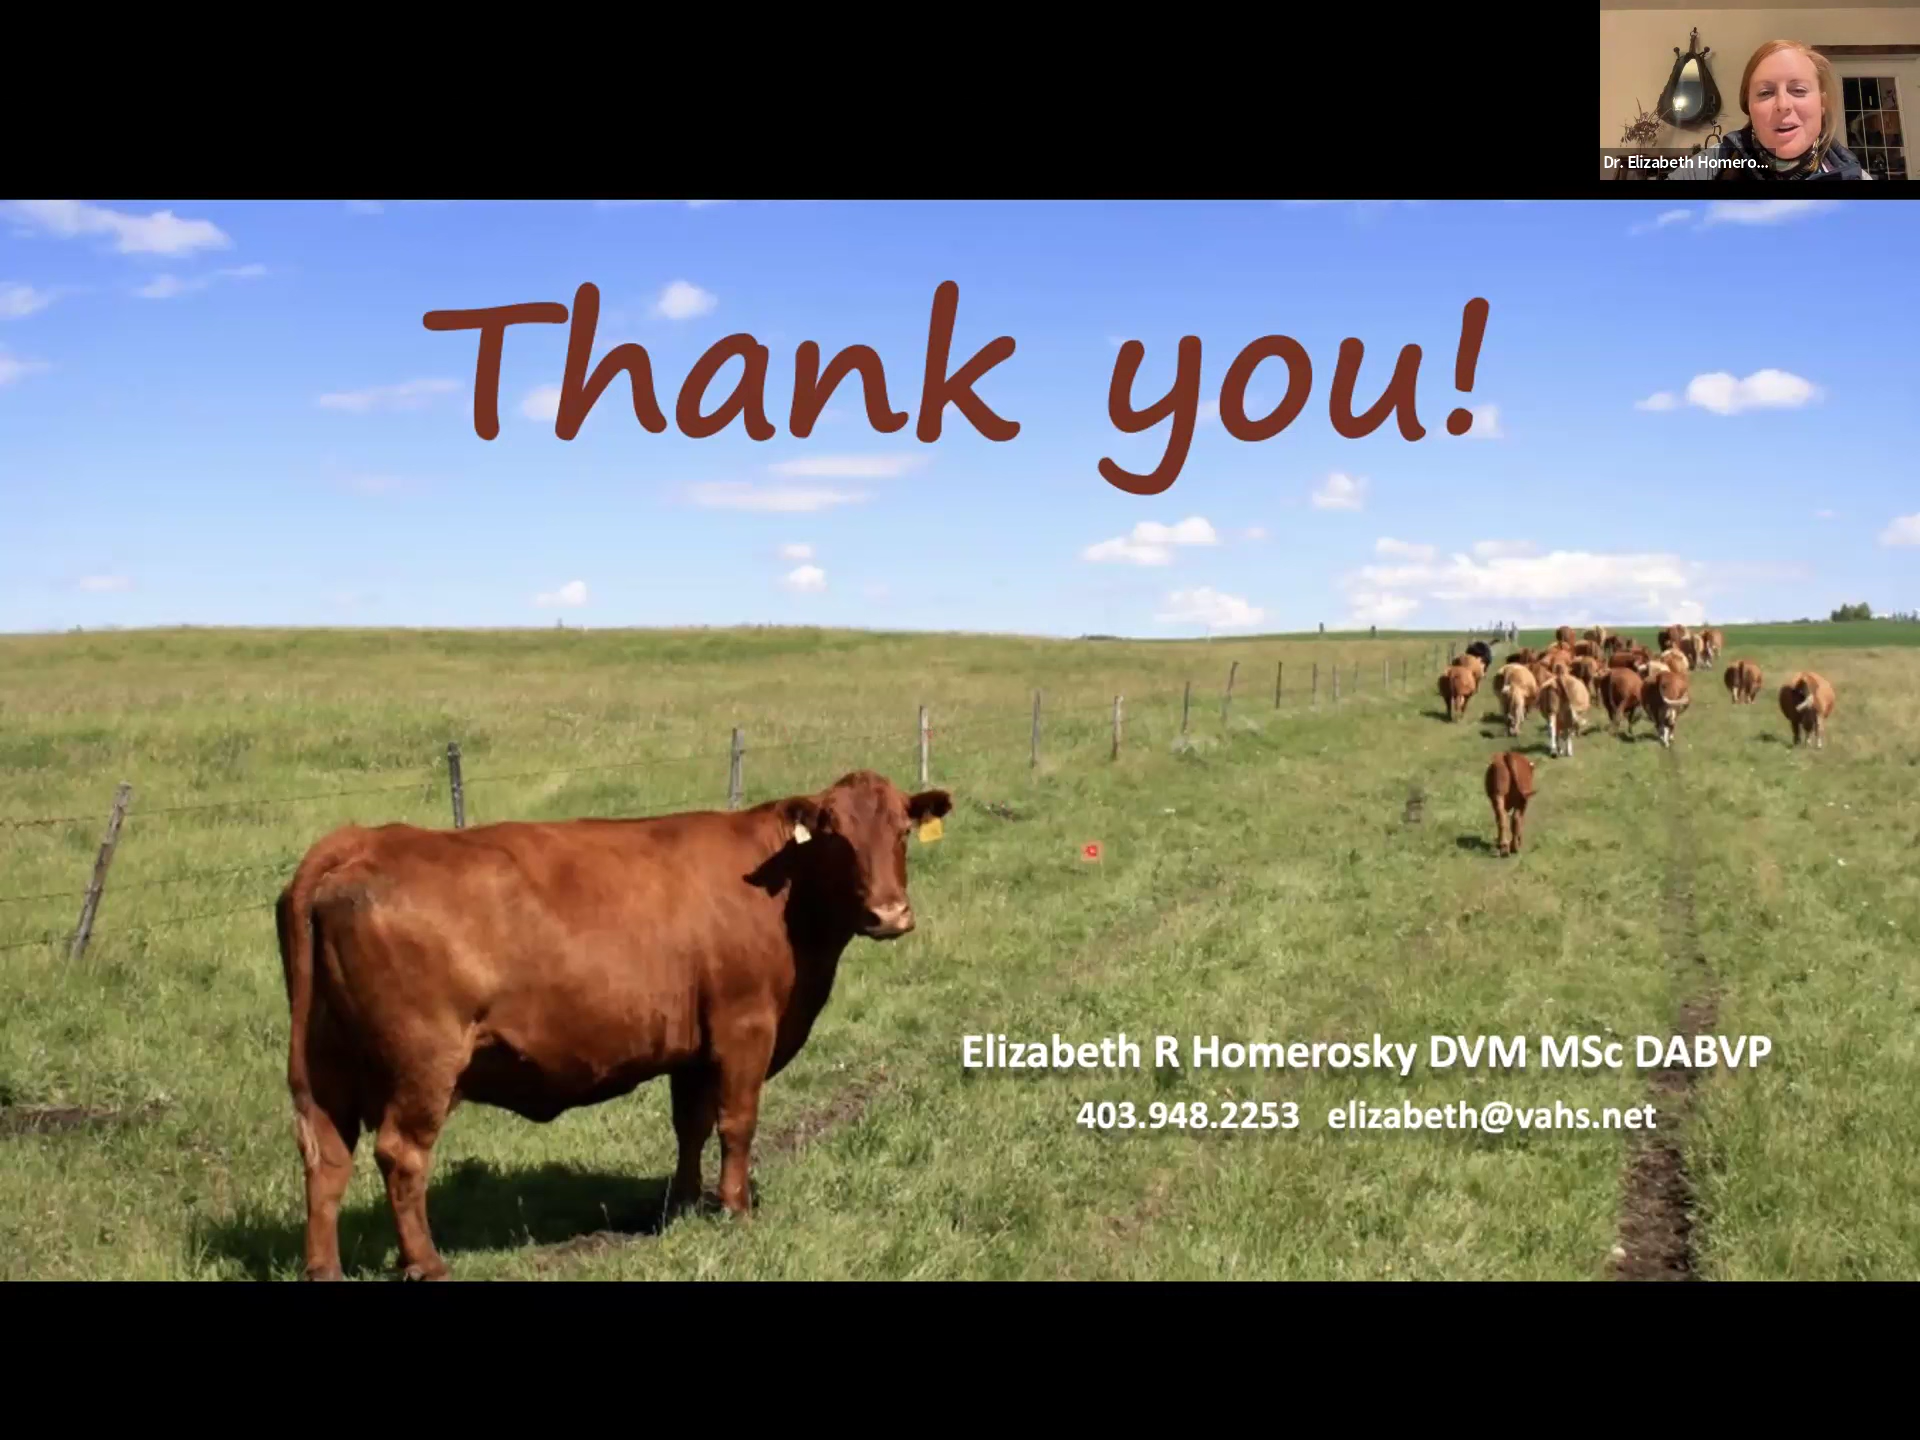 Dr. Elizabeth Homero...
Thank you!
Elizabeth R Homerosky DVM MSc DABVP
403.948.2253 elizabeth@vahs.net